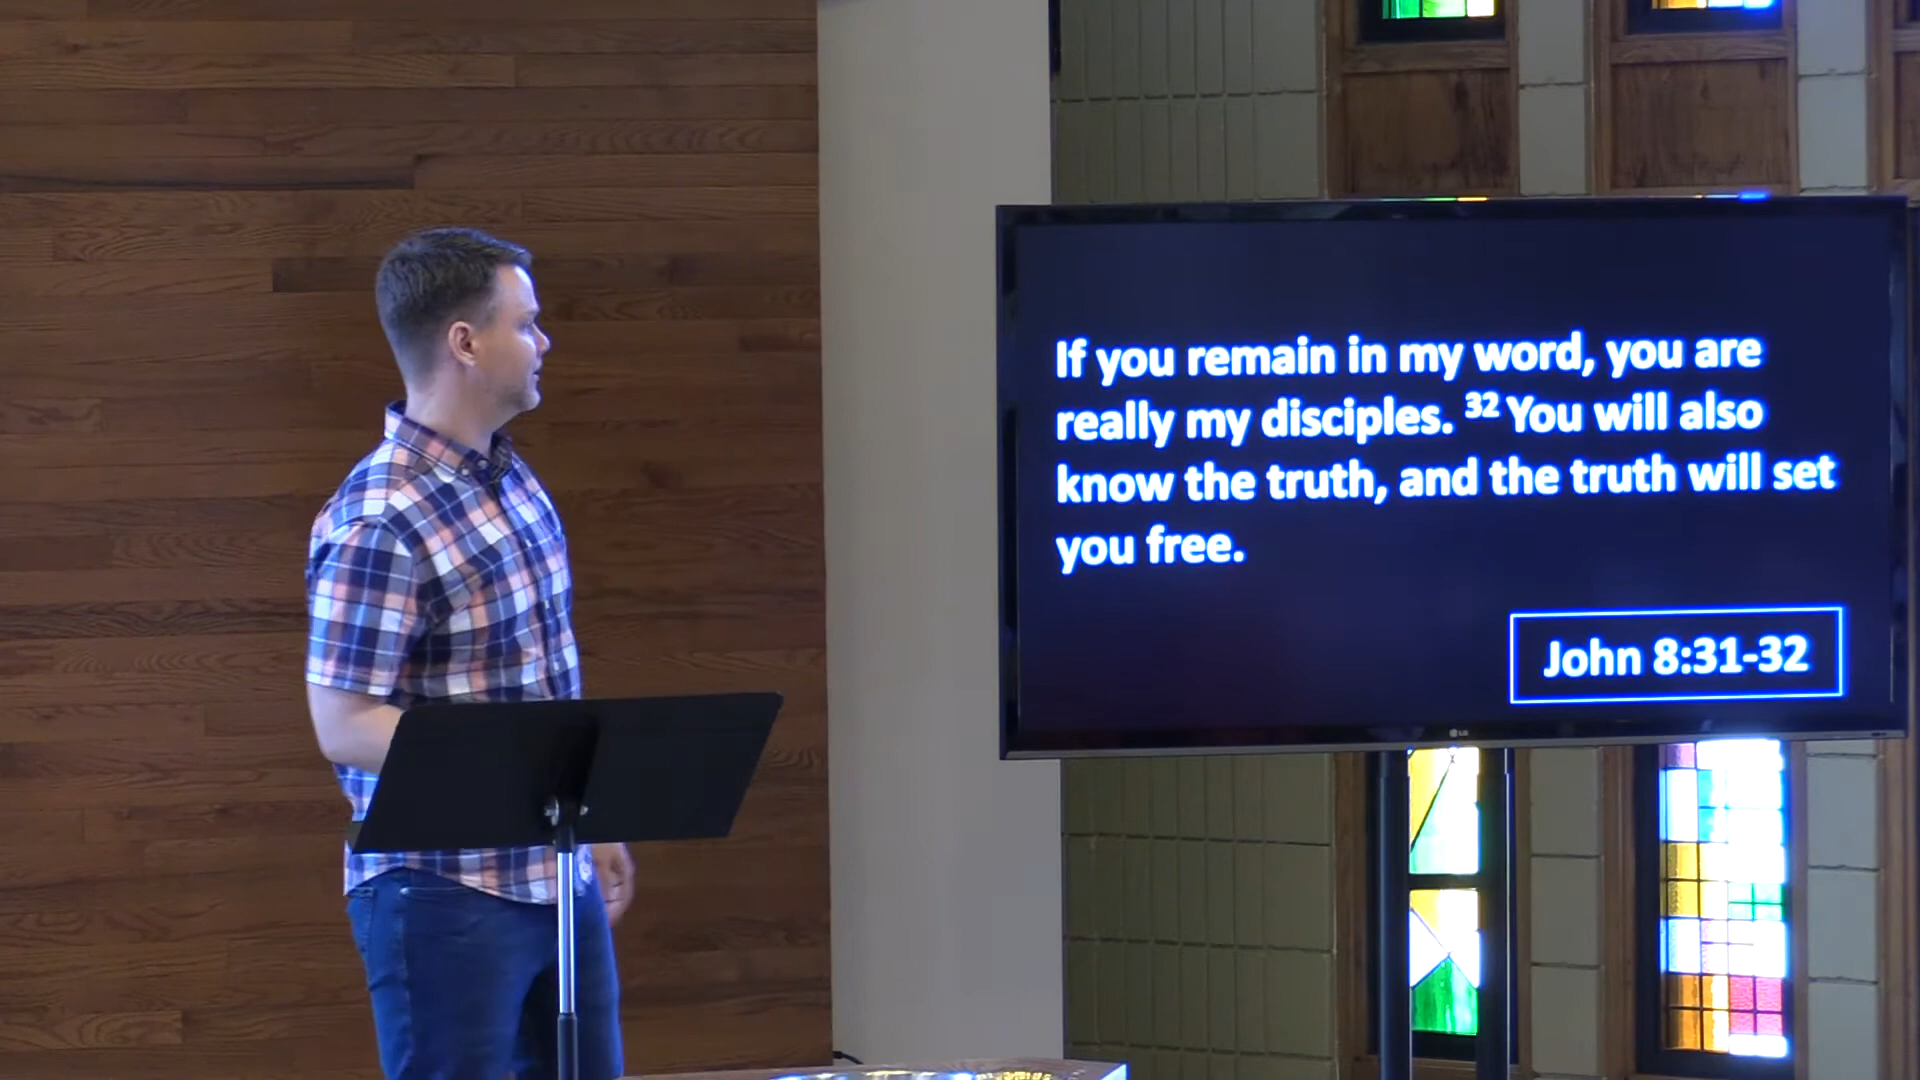 If you remain in my word, you are
really my disciples. ³² You will also
know the truth, and the truth will set
you free.
John 8:31-32
LG